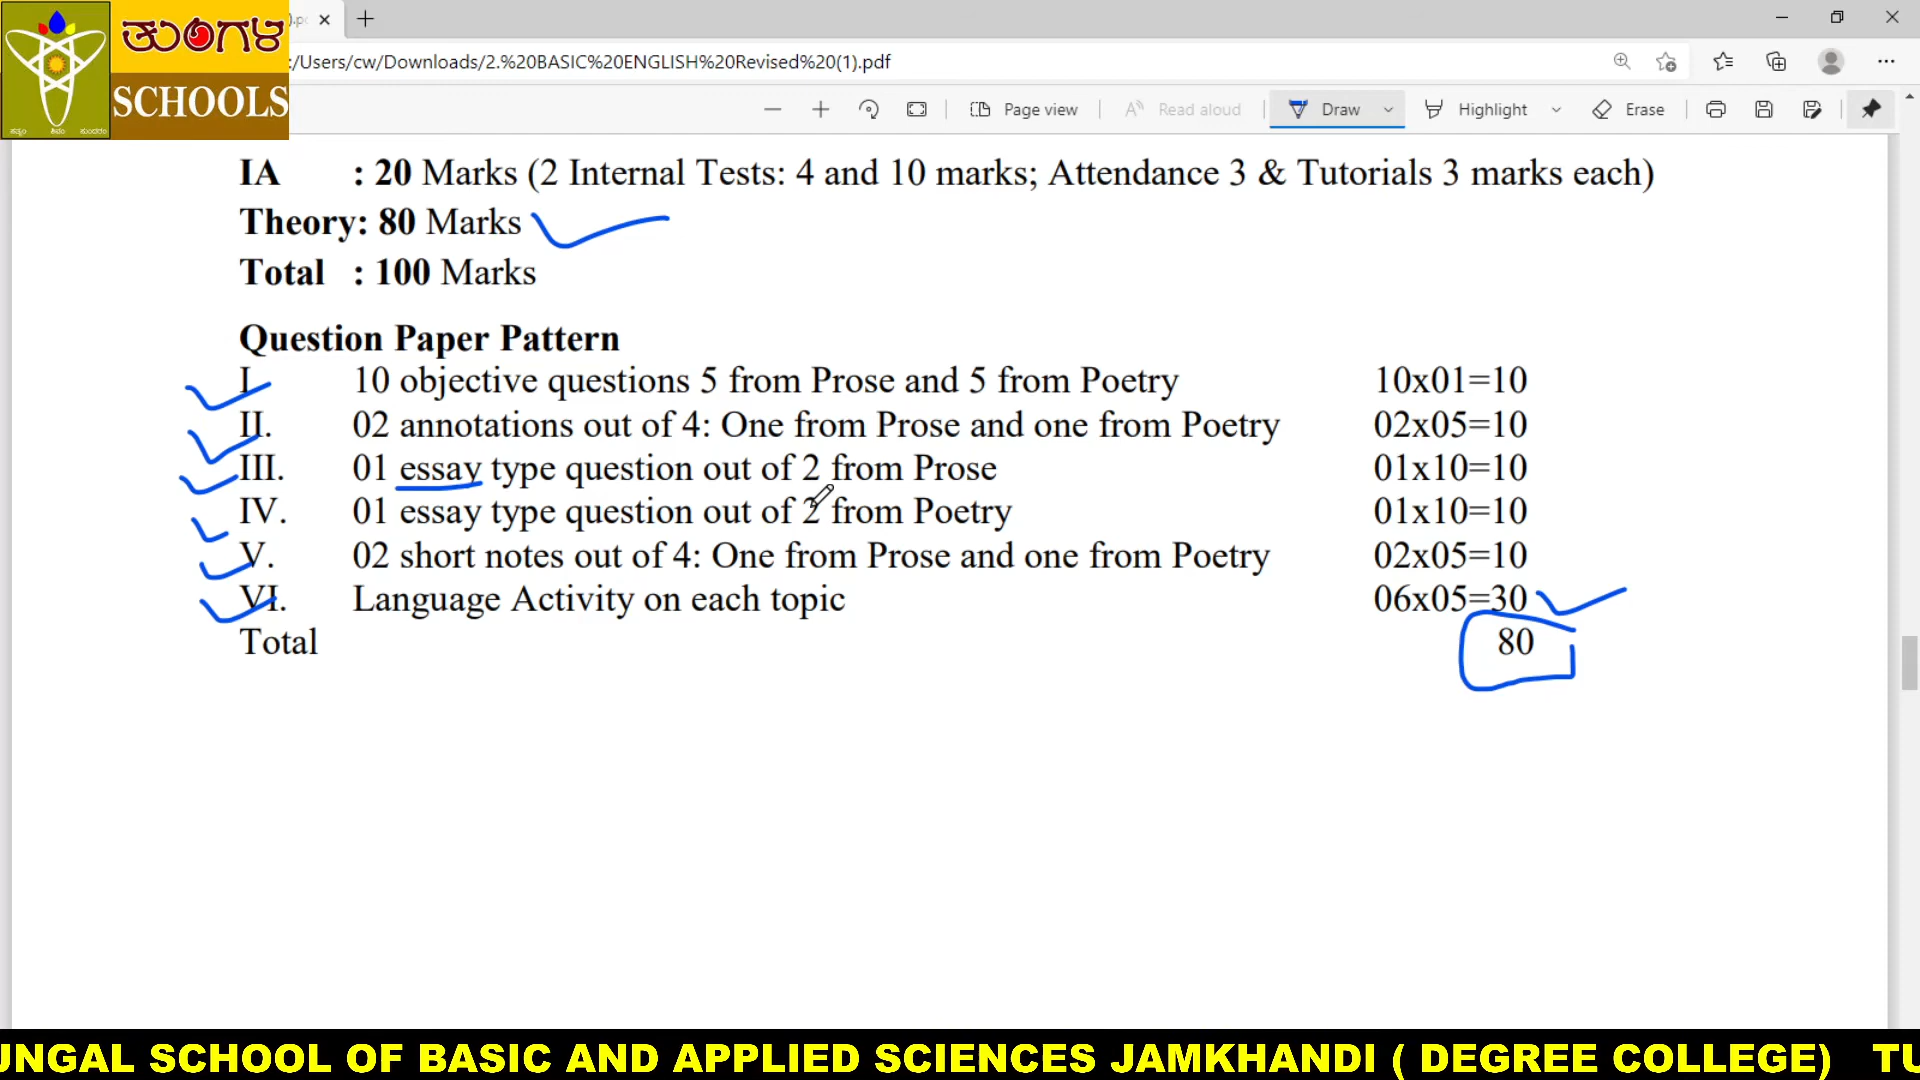 ತುಂಗಳ
SCHOOLS
ಸತ್ಯಂ ಶಿವಂ ಸುಂದರಂ
:/Users/cw/Downloads/2.%20BASIC%20ENGLISH%20Revised%20(1).pdf
Page view
Read aloud
Draw
Highlight
Erase
IA : 20 Marks (2 Internal Tests: 4 and 10 marks; Attendance 3 & Tutorials 3 marks each)
Theory: 80 Marks
Total : 100 Marks
Question Paper Pattern
I. 10 objective questions 5 from Prose and 5 from Poetry 10x01=10
II. 02 annotations out of 4: One from Prose and one from Poetry 02x05=10
III. 01 essay type question out of 2 from Prose 01x10=10
IV. 01 essay type question out of 2 from Poetry 01x10=10
V. 02 short notes out of 4: One from Prose and one from Poetry 02x05=10
VI. Language Activity on each topic 06x05=30
Total 80
UNGAL SCHOOL OF BASIC AND APPLIED SCIENCES JAMKHANDI ( DEGREE COLLEGE) TU